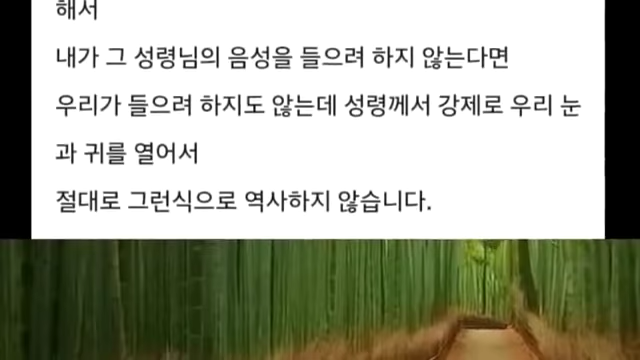 해서
내가 그 성령님의 음성을 들으려 하지 않는다면
우리가 들으려 하지도 않는데 성령께서 강제로 우리 눈
과 귀를 열어서
절대로 그런식으로 역사하지 않습니다.